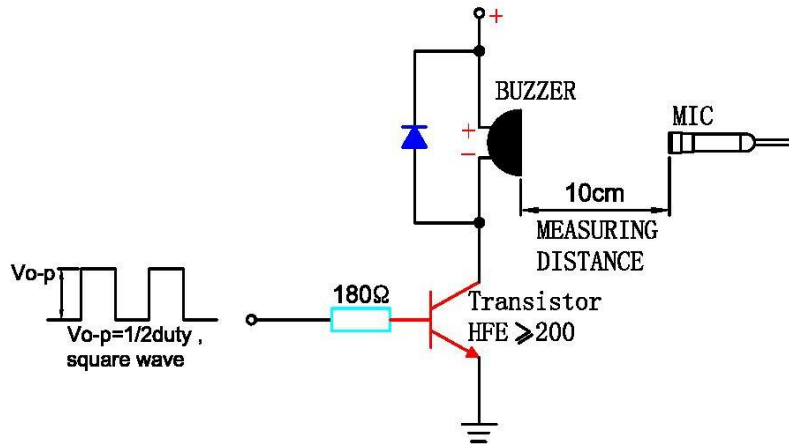 +
BUZZER
MIC
+
−
10cm
MEASURING
DISTANCE
Vo-p
180Ω
Transistor
HFE ≥200
Vo-p=1/2duty ,
square wave